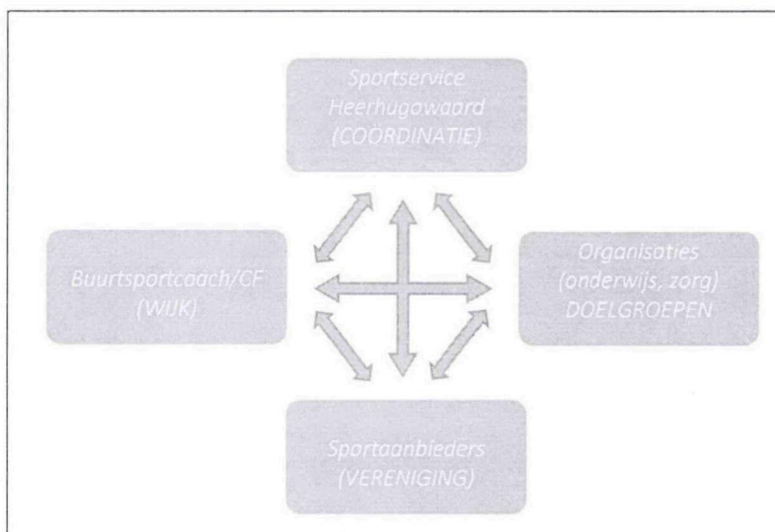 Sportservice
Heerhugowaard
(COÖRDINATIE)
Buurtsportcoach/CF
(WIJK)
Organisaties
(onderwijs, zorg)
DOELGROEPEN
Sportaanbieders
(VERENIGING)